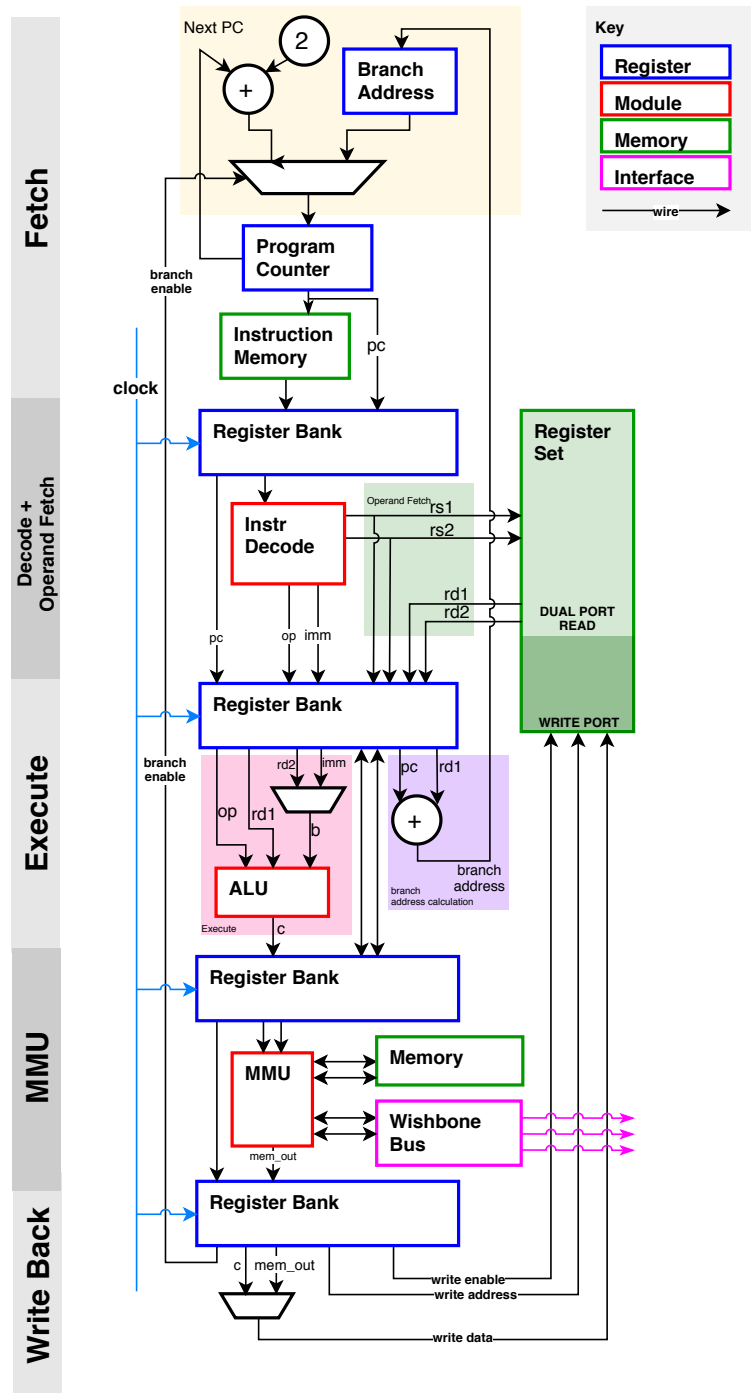 Next PC
2
+
Branch
Address
Key
Register
Module
Memory
Interface
wire
Fetch
branch
enable
Program
Counter
Instruction
Memory
pc
clock
Register Bank
Register
Set
Decode +
Operand Fetch
Instr
Decode
Operand Fetch
rs1
rs2
rd1
rd2
DUAL PORT
READ
pc
op
imm
Register Bank
WRITE PORT
Execute
branch
enable
op
rd1
rd2
imm
b
pc
rd1
+
ALU
branch
address
branch
address calculation
Execute
c
Register Bank
MMU
MMU
Memory
Wishbone
Bus
mem_out
Register Bank
Write Back
c
mem_out
write enable
write address
write data